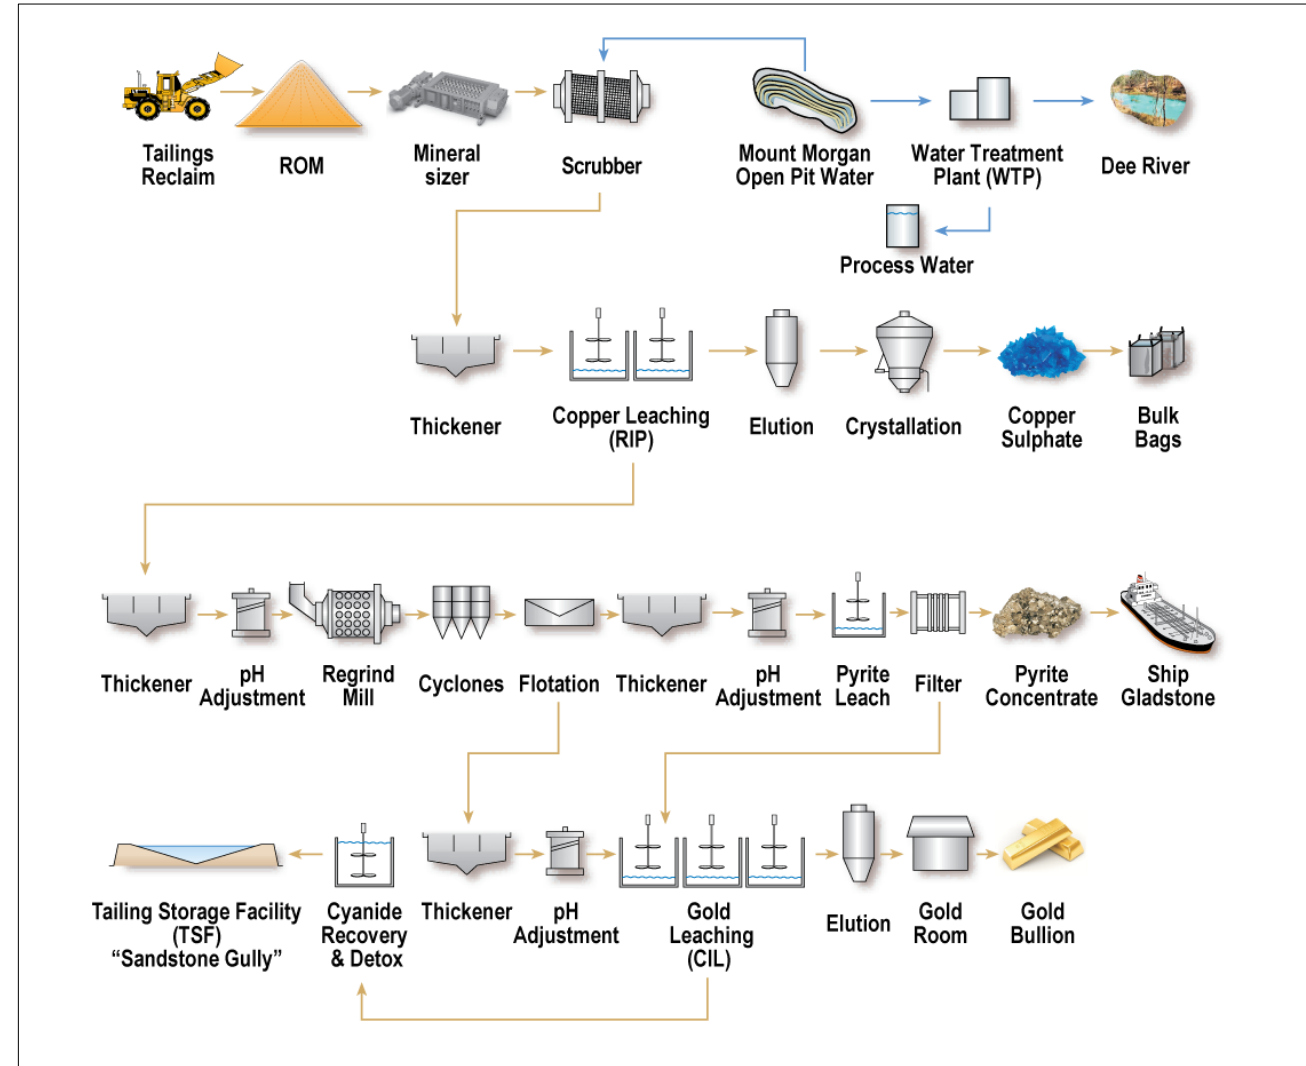 Tailings
Reclaim
ROM
Mineral
sizer
Scrubber
Mount Morgan
Open Pit Water
Water Treatment
Plant (WTP)
Dee River
Process Water
Thickener
Copper Leaching
(RIP)
Elution
Crystallation
Copper
Sulphate
Bulk
Bags
Thickener
pH
Adjustment
Regrind
Mill
Cyclones
Flotation
Thickener
pH
Adjustment
Pyrite
Leach
Filter
Pyrite
Concentrate
Ship
Gladstone
Tailing Storage Facility
(TSF)
“Sandstone Gully”
Cyanide
Recovery
& Detox
Thickener
pH
Adjustment
Gold
Leaching
(CIL)
Elution
Gold
Room
Gold
Bullion